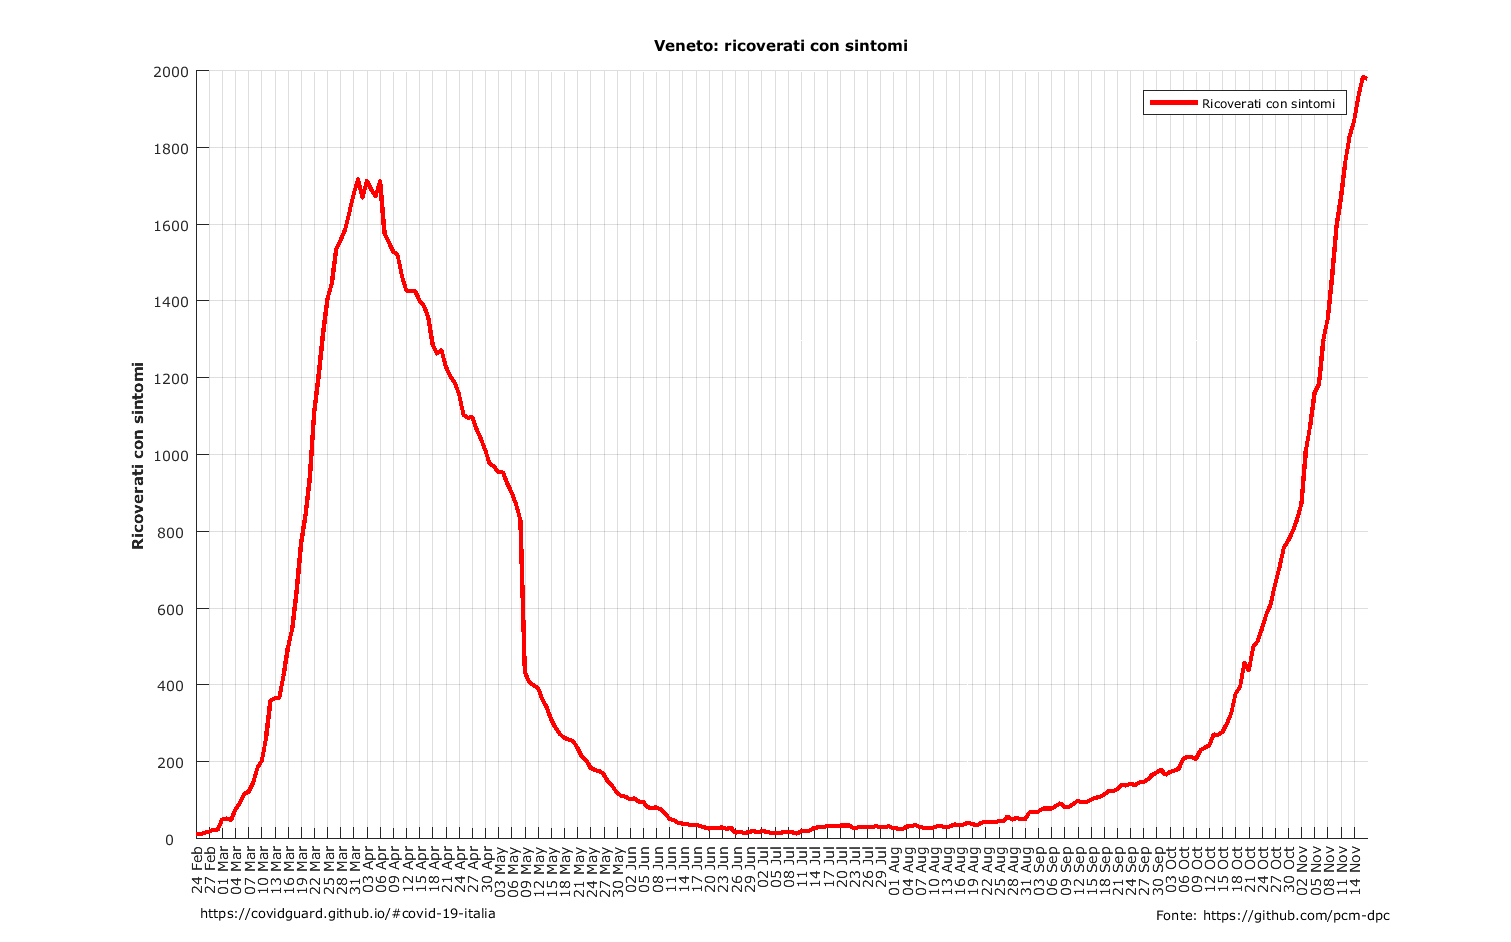 Veneto: ricoverati con sintomi
Ricoverati con sintomi
Ricoverati con sintomi
2000
1800
1600
1400
1200
1000
800
600
400
200
0
24 Feb
27 Feb
01 Mar
04 Mar
07 Mar
10 Mar
13 Mar
16 Mar
19 Mar
22 Mar
25 Mar
28 Mar
31 Mar
03 Apr
06 Apr
09 Apr
12 Apr
15 Apr
18 Apr
21 Apr
24 Apr
27 Apr
30 Apr
03 May
06 May
09 May
12 May
15 May
18 May
21 May
24 May
27 May
30 May
02 Jun
05 Jun
08 Jun
11 Jun
14 Jun
17 Jun
20 Jun
23 Jun
26 Jun
29 Jun
02 Jul
05 Jul
08 Jul
11 Jul
14 Jul
17 Jul
20 Jul
23 Jul
26 Jul
29 Jul
01 Aug
04 Aug
07 Aug
10 Aug
13 Aug
16 Aug
19 Aug
22 Aug
25 Aug
28 Aug
31 Aug
03 Sep
06 Sep
09 Sep
12 Sep
15 Sep
18 Sep
21 Sep
24 Sep
27 Sep
30 Sep
03 Oct
06 Oct
09 Oct
12 Oct
15 Oct
18 Oct
21 Oct
24 Oct
27 Oct
30 Oct
02 Nov
05 Nov
08 Nov
11 Nov
14 Nov
https://covidguard.github.io/#covid-19-italia
Fonte: https://github.com/pcm-dpc